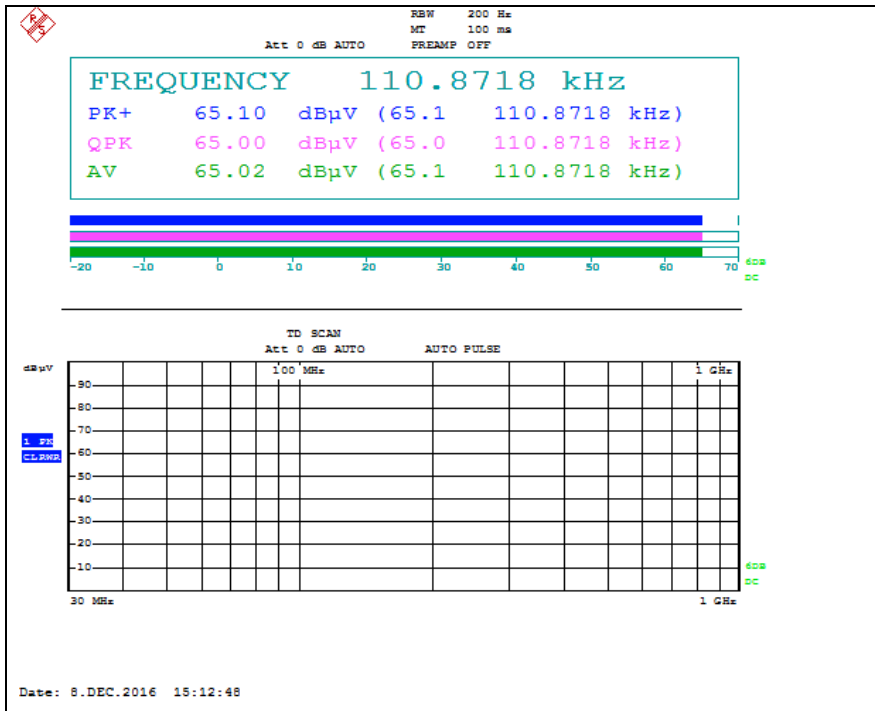 R S
RBW 200 Hz
MT 100 ms
Att 0 dB AUTO PREAMP OFF
FREQUENCY 110.8718 kHz
PK+ 65.10 dBµV (65.1 110.8718 kHz)
QPK 65.00 dBµV (65.0 110.8718 kHz)
AV 65.02 dBµV (65.1 110.8718 kHz)
-20 -10 0 10 20 30 40 50 60 70
6DB
DC
TD SCAN
Att 0 dB AUTO AUTO PULSE
dBµV
100 MHz 1 GHz
90
80
70
1 PK
CLRWR
60
50
40
30
20
10
6DB
DC
30 MHz 1 GHz
Date: 8.DEC.2016 15:12:48